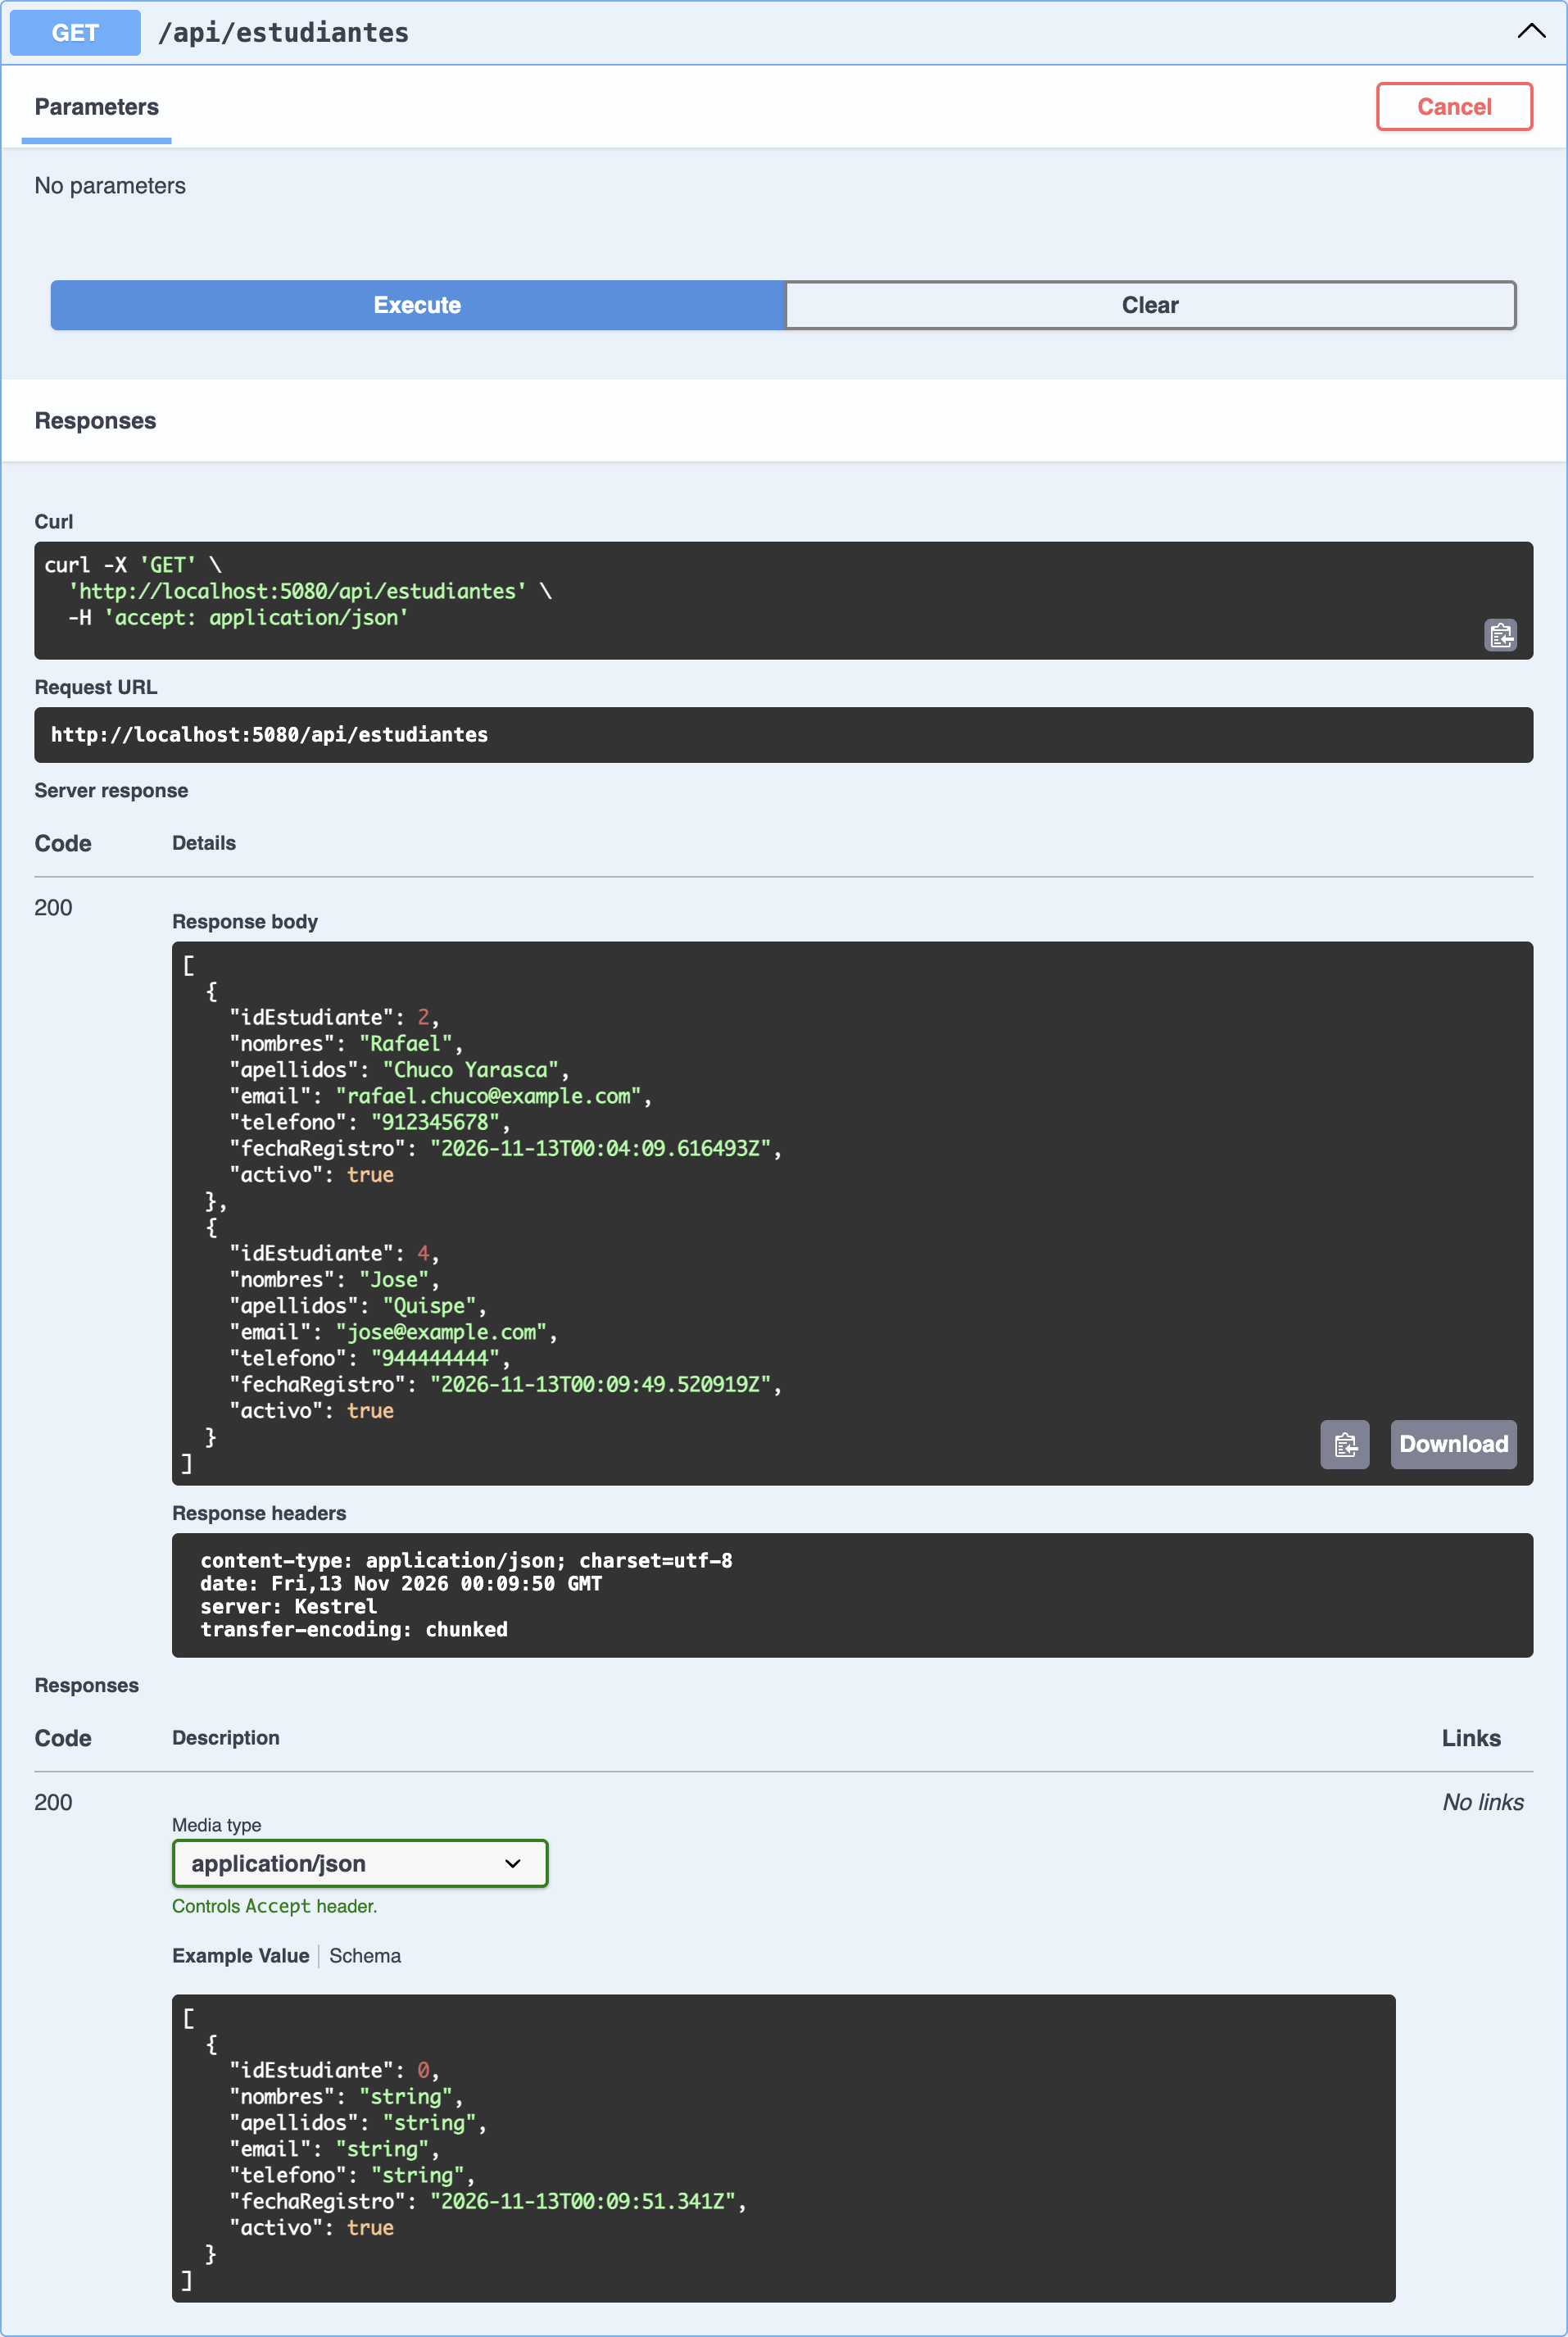 GET /api/estudiantes
Parameters Cancel
No parameters
Execute Clear
Responses
Curl
curl -X 'GET' \
  'http://localhost:5080/api/estudiantes' \
  -H 'accept: application/json'
Request URL
http://localhost:5080/api/estudiantes
Server response
Code Details
200
Response body
[
  {
    "idEstudiante": 2,
    "nombres": "Rafael",
    "apellidos": "Chuco Yarasca",
    "email": "rafael.chuco@example.com",
    "telefono": "912345678",
    "fechaRegistro": "2026-11-13T00:04:09.616493Z",
    "activo": true
  },
  {
    "idEstudiante": 4,
    "nombres": "Jose",
    "apellidos": "Quispe",
    "email": "jose@example.com",
    "telefono": "944444444",
    "fechaRegistro": "2026-11-13T00:09:49.520919Z",
    "activo": true
  }
]
Download
Response headers
content-type: application/json; charset=utf-8
date: Fri,13 Nov 2026 00:09:50 GMT
server: Kestrel
transfer-encoding: chunked
Responses
Code Description Links
200 No links
Media type
application/json
Controls Accept header.
Example Value Schema
[
  {
    "idEstudiante": 0,
    "nombres": "string",
    "apellidos": "string",
    "email": "string",
    "telefono": "string",
    "fechaRegistro": "2026-11-13T00:09:51.341Z",
    "activo": true
  }
]